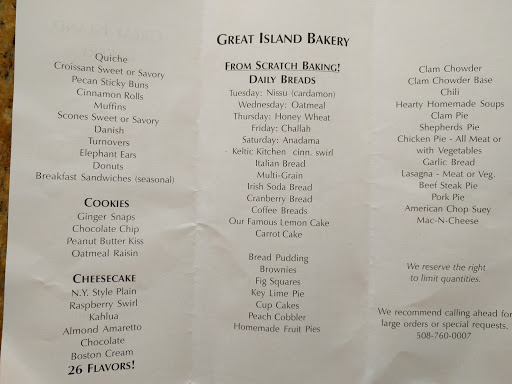 GREAT ISLAND BAKERY
Quiche
Croissant Sweet or Savory
Pecan Sticky Buns
Cinnamon Rolls
Muffins
Scones Sweet or Savory
Danish
Turnovers
Elephant Ears
Donuts
Breakfast Sandwiches (seasonal)
COOKIES
Ginger Snaps
Chocolate Chip
Peanut Butter Kiss
Oatmeal Raisin
CHEESECAKE
N.Y. Style Plain
Raspberry Swirl
Kahlua
Almond Amaretto
Chocolate
Boston Cream
26 FLAVORS!
FROM SCRATCH BAKING!
DAILY BREADS
Tuesday: Nissu (cardamon)
Wednesday: Oatmeal
Thursday: Honey Wheat
Friday: Challah
Saturday: Anadama
Keltic Kitchen cinn. swirl
Italian Bread
Multi-Grain
Irish Soda Bread
Cranberry Bread
Coffee Breads
Our Famous Lemon Cake
Carrot Cake
Bread Pudding
Brownies
Fig Squares
Key Lime Pie
Cup Cakes
Peach Cobbler
Homemade Fruit Pies
Clam Chowder
Clam Chowder Base
Chili
Hearty Homemade Soups
Clam Pie
Shepherds Pie
Chicken Pie - All Meat or
with Vegetables
Garlic Bread
Lasagna - Meat or Veg.
Beef Steak Pie
Pork Pie
American Chop Suey
Mac-N-Cheese
We reserve the right
to limit quantities.
We recommend calling ahead for
large orders or special requests.
508-760-0007